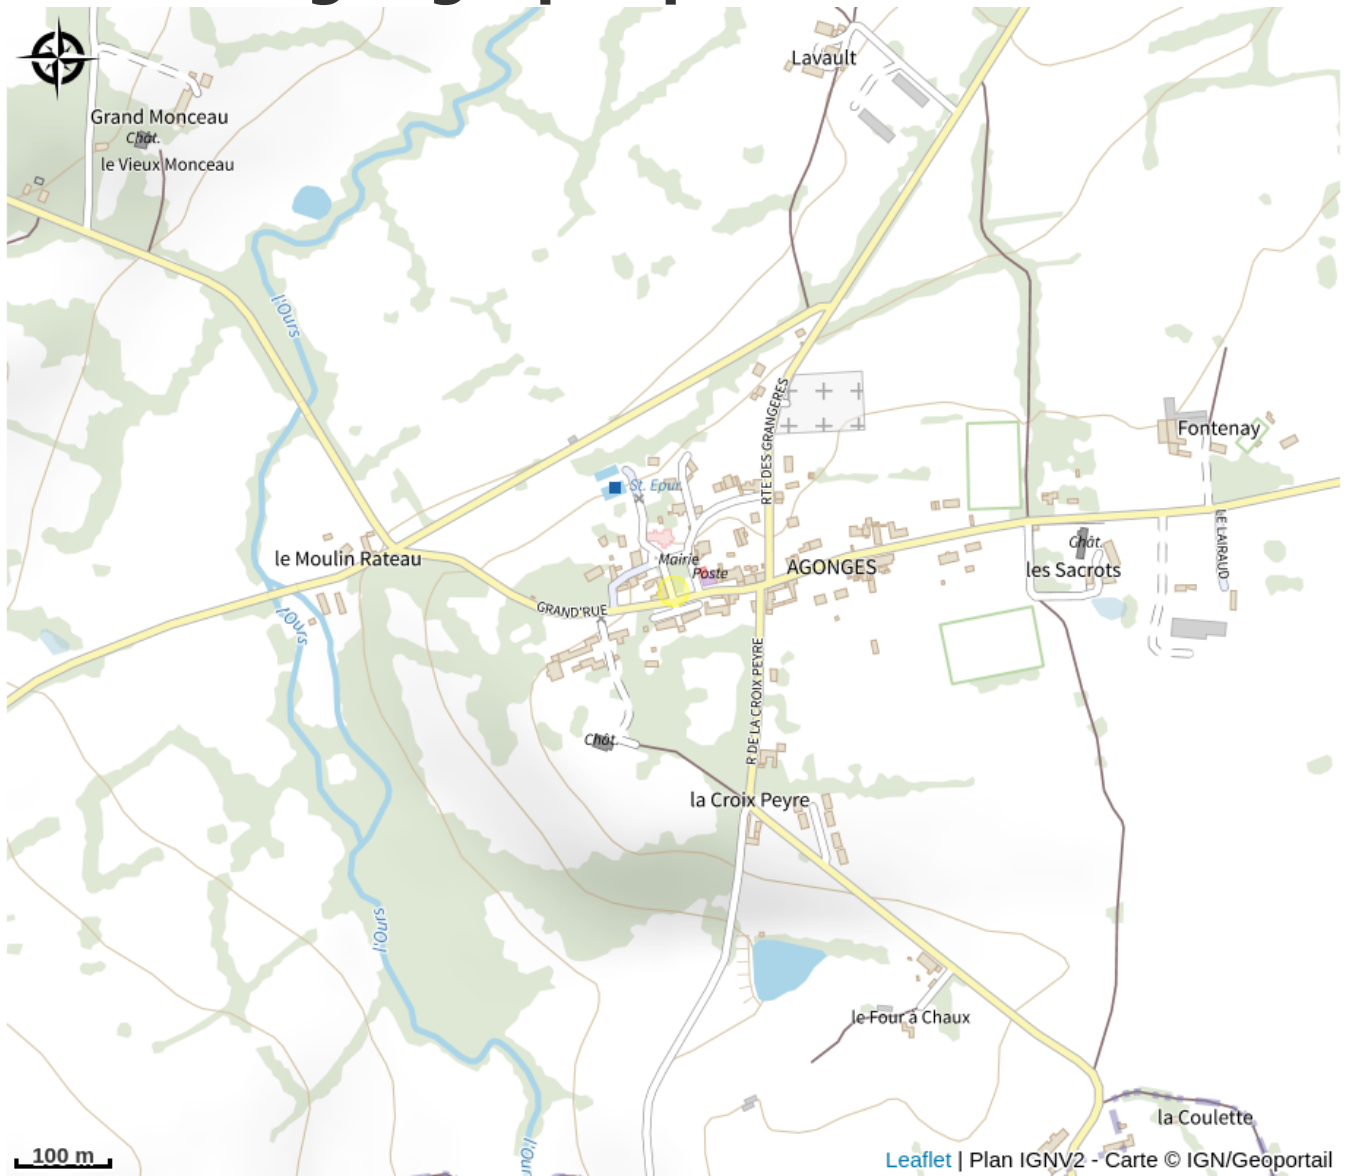 Lavault
Grand Monceau
Chât.
le Vieux Monceau
l'Ours
RTE DES GRANGERES
Fontenay
St. Epur.
LE LAIRAUD
Mairie
Poste
AGONGES
Chât.
les Sacrots
le Moulin Rateau
GRAND'RUE
l'Ours
R DE LA CROIX PEYRE
Chât.
la Croix Peyre
l'Ours
le Four à Chaux
la Coulette
l'Our
100 m
Leaflet | Plan IGNV2 - Carte © IGN/Geoportail